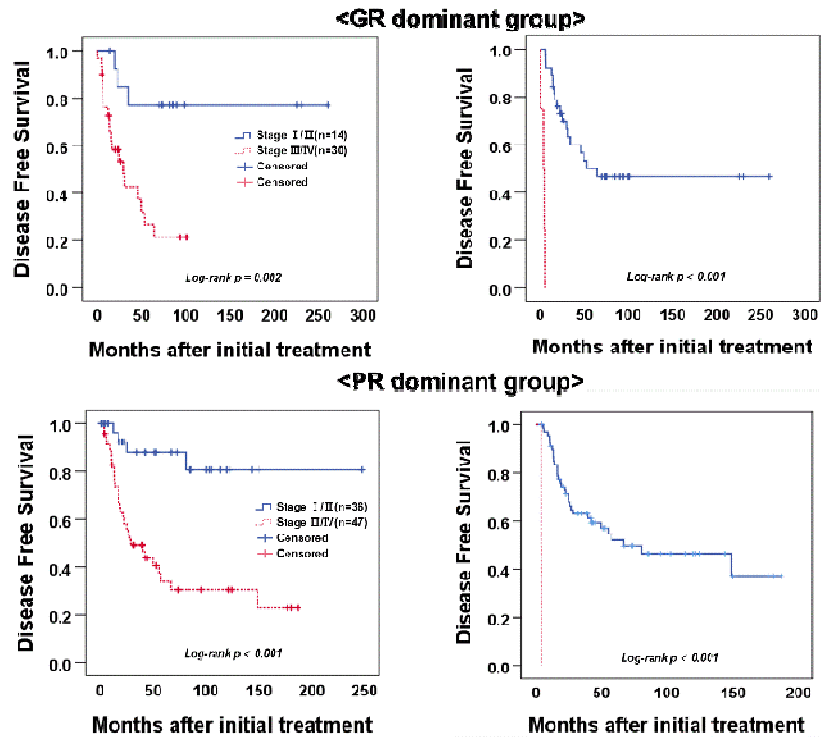 <GR dominant group>
Disease Free Survival
1.0
0.8
0.6
0.4
0.2
0.0
Stage I/II(n=14)
Stage III/IV(n=30)
Censored
Censored
Log-rank p = 0.002
0 50 100 150 200 250 300
Months after initial treatment
Disease Free Survival
1.0
0.8
0.6
0.4
0.2
0.0
Log-rank p < 0.001
0 50 100 150 200 250 300
Months after initial treatment
<PR dominant group>
Disease Free Survival
1.0
0.8
0.6
0.4
0.2
0.0
Stage I/II(n=36)
Stage III/IV(n=47)
Censored
Censored
Log-rank p < 0.001
0 50 100 150 200 250
Months after initial treatment
Disease Free Survival
1.0
0.8
0.6
0.4
0.2
0.0
Log-rank p < 0.001
0 50 100 150 200
Months after initial treatment